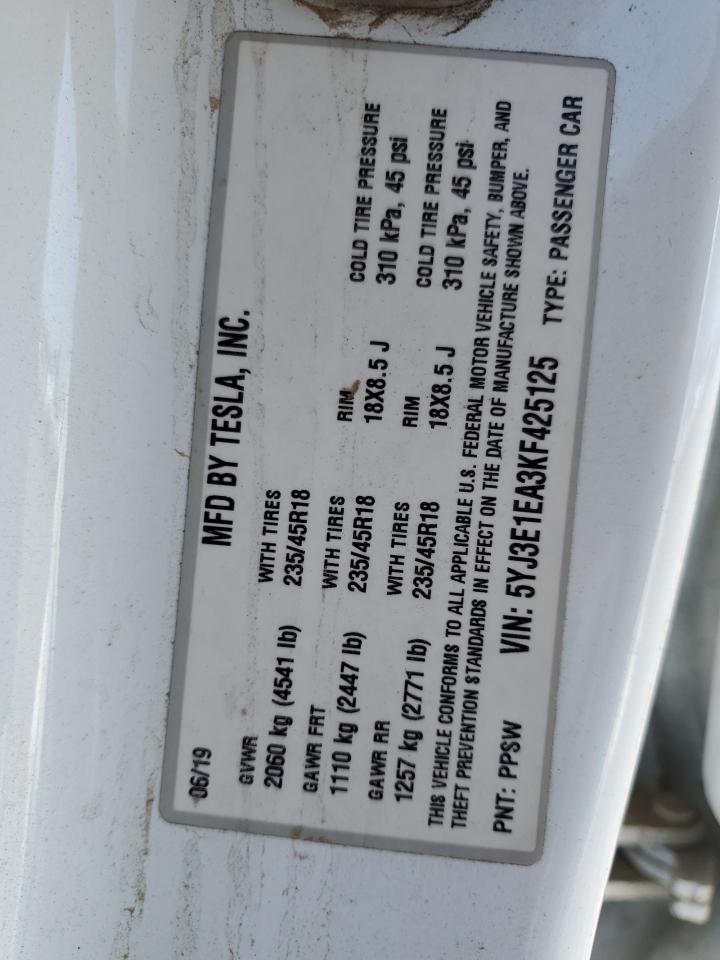 06/19
MFD BY TESLA, INC.
GVWR WITH TIRES
2060 kg (4541 lb) 235/45R18
GAWR FRT WITH TIRES RIM COLD TIRE PRESSURE
1110 kg (2447 lb) 235/45R18 18X8.5 J 310 kPa, 45 psi
GAWR RR WITH TIRES RIM COLD TIRE PRESSURE
1257 kg (2771 lb) 235/45R18 18X8.5 J 310 kPa, 45 psi
THIS VEHICLE CONFORMS TO ALL APPLICABLE U.S. FEDERAL MOTOR VEHICLE SAFETY, BUMPER, AND
THEFT PREVENTION STANDARDS IN EFFECT ON THE DATE OF MANUFACTURE SHOWN ABOVE.
PNT: PPSW VIN: 5YJ3E1EA3KF425125 TYPE: PASSENGER CAR